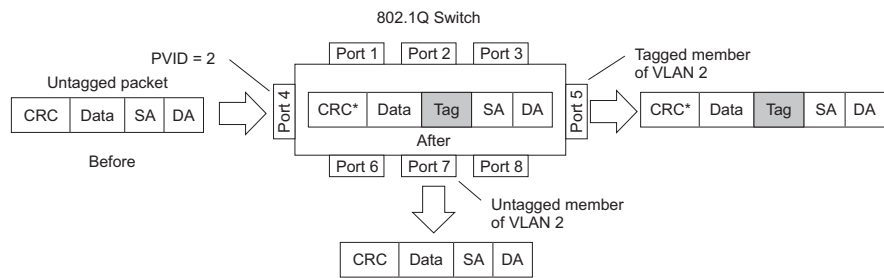 802.1Q Switch
PVID = 2
Port 1 Port 2 Port 3
Tagged member
of VLAN 2
Untagged packet
CRC Data SA DA
Port 4
CRC* Data Tag SA DA
Port 5
CRC* Data Tag SA DA
Before
After
Port 6 Port 7 Port 8
Untagged member
of VLAN 2
CRC Data SA DA